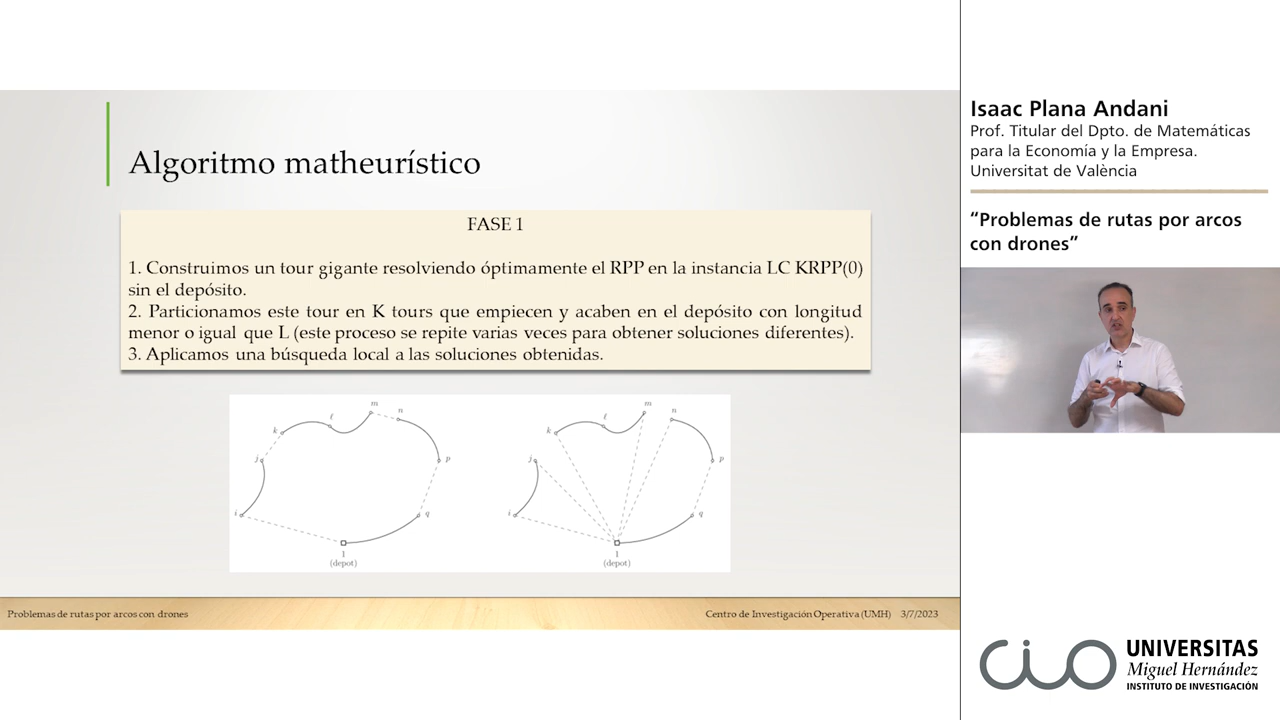 Algoritmo matheurístico
FASE 1
1. Construimos un tour gigante resolviendo óptimamente el RPP en la instancia LC KRPP(0)
sin el depósito.
2. Particionamos este tour en K tours que empiecen y acaben en el depósito con longitud
menor o igual que L (este proceso se repite varias veces para obtener soluciones diferentes).
3. Aplicamos una búsqueda local a las soluciones obtenidas.
m
n
ℓ
k
j
p
i
q
1
(depot)
m
n
ℓ
k
j
p
i
q
1
(depot)
Problemas de rutas por arcos con drones
Centro de Investigación Operativa (UMH) 3/7/2023
Isaac Plana Andani
Prof. Titular del Dpto. de Matemáticas
para la Economía y la Empresa.
Universitat de València
“Problemas de rutas por arcos
con drones”
cio
UNIVERSITAS
Miguel Hernández
INSTITUTO DE INVESTIGACIÓN